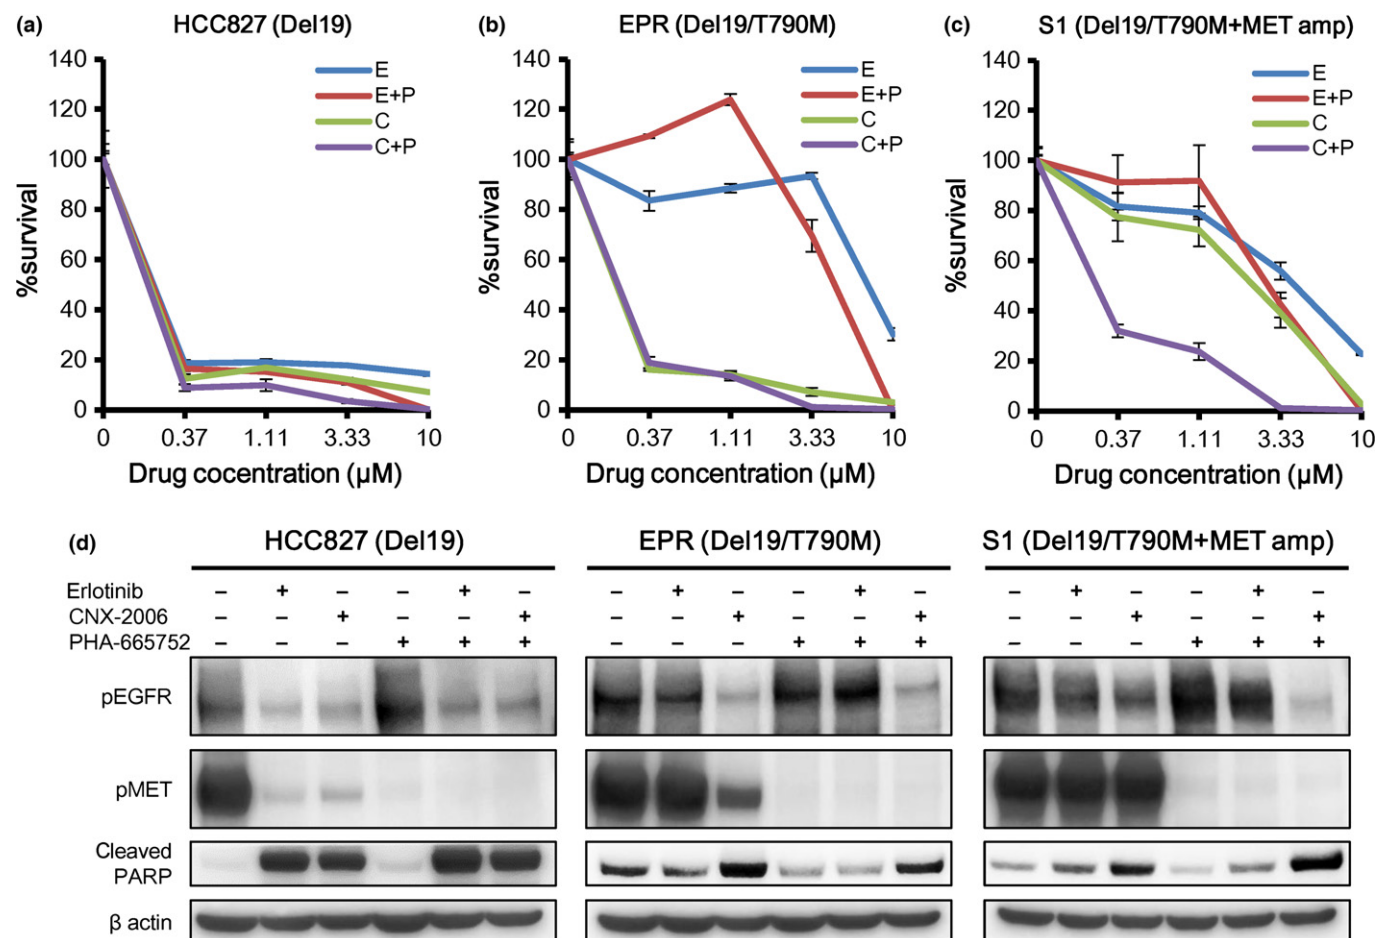 (a) HCC827 (Del19)
140
120
100
80
60
40
20
0
%survival
E
E+P
C
C+P
0 0.37 1.11 3.33 10
Drug cocentration (µM)
(b) EPR (Del19/T790M)
140
120
100
80
60
40
20
0
%survival
E
E+P
C
C+P
0 0.37 1.11 3.33 10
Drug concentration (µM)
(c) S1 (Del19/T790M+MET amp)
140
120
100
80
60
40
20
0
%survival
E
E+P
C
C+P
0 0.37 1.11 3.33 10
Drug concentration (µM)
(d) HCC827 (Del19) EPR (Del19/T790M) S1 (Del19/T790M+MET amp)
Erlotinib – + – – + – – + – – + – – + – – + –
CNX-2006 – – + – – + – – + – – + – – + – – +
PHA-665752 – – – + + + – – – + + + – – – + + +
pEGFR
pMET
Cleaved
PARP
β actin